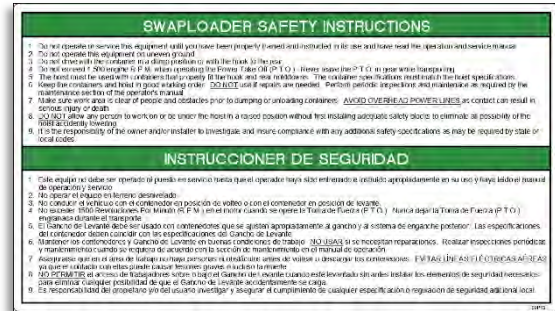 SWAPLOADER SAFETY INSTRUCTIONS
1. Do not operate or service this equipment until you have been properly trained and instructed in its use and have read the operation and service manual
2. Do not operate this equipment on uneven ground
3. Do not drive with the container in a dump position or with the hook to the rear
4. Do not exceed 1,500 engine R.P.M. when operating the Power Take Off (P.T.O.) - Never leave the P.T.O. in gear while transporting
5. The hoist must be used with containers that properly fit the hook and rear holddowns. The container specifications must match the hoist specifications.
6. Keep the containers and hoist in good working order. DO NOT use if repairs are needed. Perform periodic inspections and maintenance as required by the
maintenance section of the operators manual
7. Make sure work area is clear of people and obstacles prior to dumping or unloading containers. AVOID OVERHEAD POWER LINES as contact can result in
serious injury or death
8. DO NOT allow any person to work on or be under the hoist in a raised position without first installing adequate safety blocks to eliminate all possibility of the
hoist accidently lowering
9. It is the responsibility of the owner and/or installer to investigate and insure compliance with any additional safety specifications as may be required by state or
local codes
INSTRUCCIONER DE SEGURIDAD
1. Este equipo no debe ser operado ni puesto en servicio hasta que el operador haya sido entrenado e instruido apropiadamente en su uso y haya leido el manual
de operación y servicio
2. No operar el equipo en terreno desnivelado
3. No conducir el vehículo con el contenedor en posición de volteo o con el contenedor en posición de levante
4. No exceder 1500 Revoluciones Por Minuto (R.P.M.) en el motor cuando se opere la Toma de Fuerza (P.T.O.) Nunca dejar la Toma de Fuerza (P.T.O.)
engranada durante el transporte
5. El Gancho de Levante debe ser usado con contenedores que se ajusten apropiadamente al gancho y al sistema de enganche posterior. Las especificaciones
del contenedor deben coincidir con las especificaciones del Gancho de Levante
6. Mantener los contenedores y Gancho de Levante en buenas condiciones de trabajo NO USAR si se necesitan reparaciones. Realizar inspecciones periódicas
y mantenimiento cuando se requiera de acuerdo con la sección de mantenimiento en el manual de operación
7. Asegurarse que en el área de trabajo no haya personas ni obstáculos antes de voltear o descargar los contenedores. EVITAR LÍNEAS ELÉCTRICAS AÉREAS
ya que el contacto con ellas puede causar lesiones graves o incluso la muerte
8. NO PERMITIR el acceso de trabajadores sobre o bajo el Gancho de Levante cuando este levantado sin antes instalar los elementos de seguridad necesarios
para eliminar cualquier posibilidad de que el Gancho de Levante accidentalmente se caiga.
9. Es responsabilidad del propietario y/o del usuario investigar y asegurar el cumplimiento de cualquier especificación o regulación de seguridad adicional local